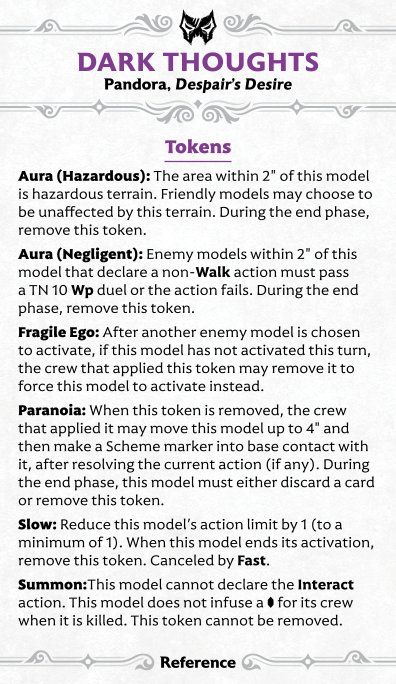 DARK THOUGHTS
Pandora, Despair's Desire
Tokens
Aura (Hazardous): The area within 2" of this model
is hazardous terrain. Friendly models may choose to
be unaffected by this terrain. During the end phase,
remove this token.
Aura (Negligent): Enemy models within 2" of this
model that declare a non-Walk action must pass
a TN 10 Wp duel or the action fails. During the end
phase, remove this token.
Fragile Ego: After another enemy model is chosen
to activate, if this model has not activated this turn,
the crew that applied this token may remove it to
force this model to activate instead.
Paranoia: When this token is removed, the crew
that applied it may move this model up to 4" and
then make a Scheme marker into base contact with
it, after resolving the current action (if any). During
the end phase, this model must either discard a card
or remove this token.
Slow: Reduce this model's action limit by 1 (to a
minimum of 1). When this model ends its activation,
remove this token. Canceled by Fast.
Summon:This model cannot declare the Interact
action. This model does not infuse a for its crew
when it is killed. This token cannot be removed.
Reference